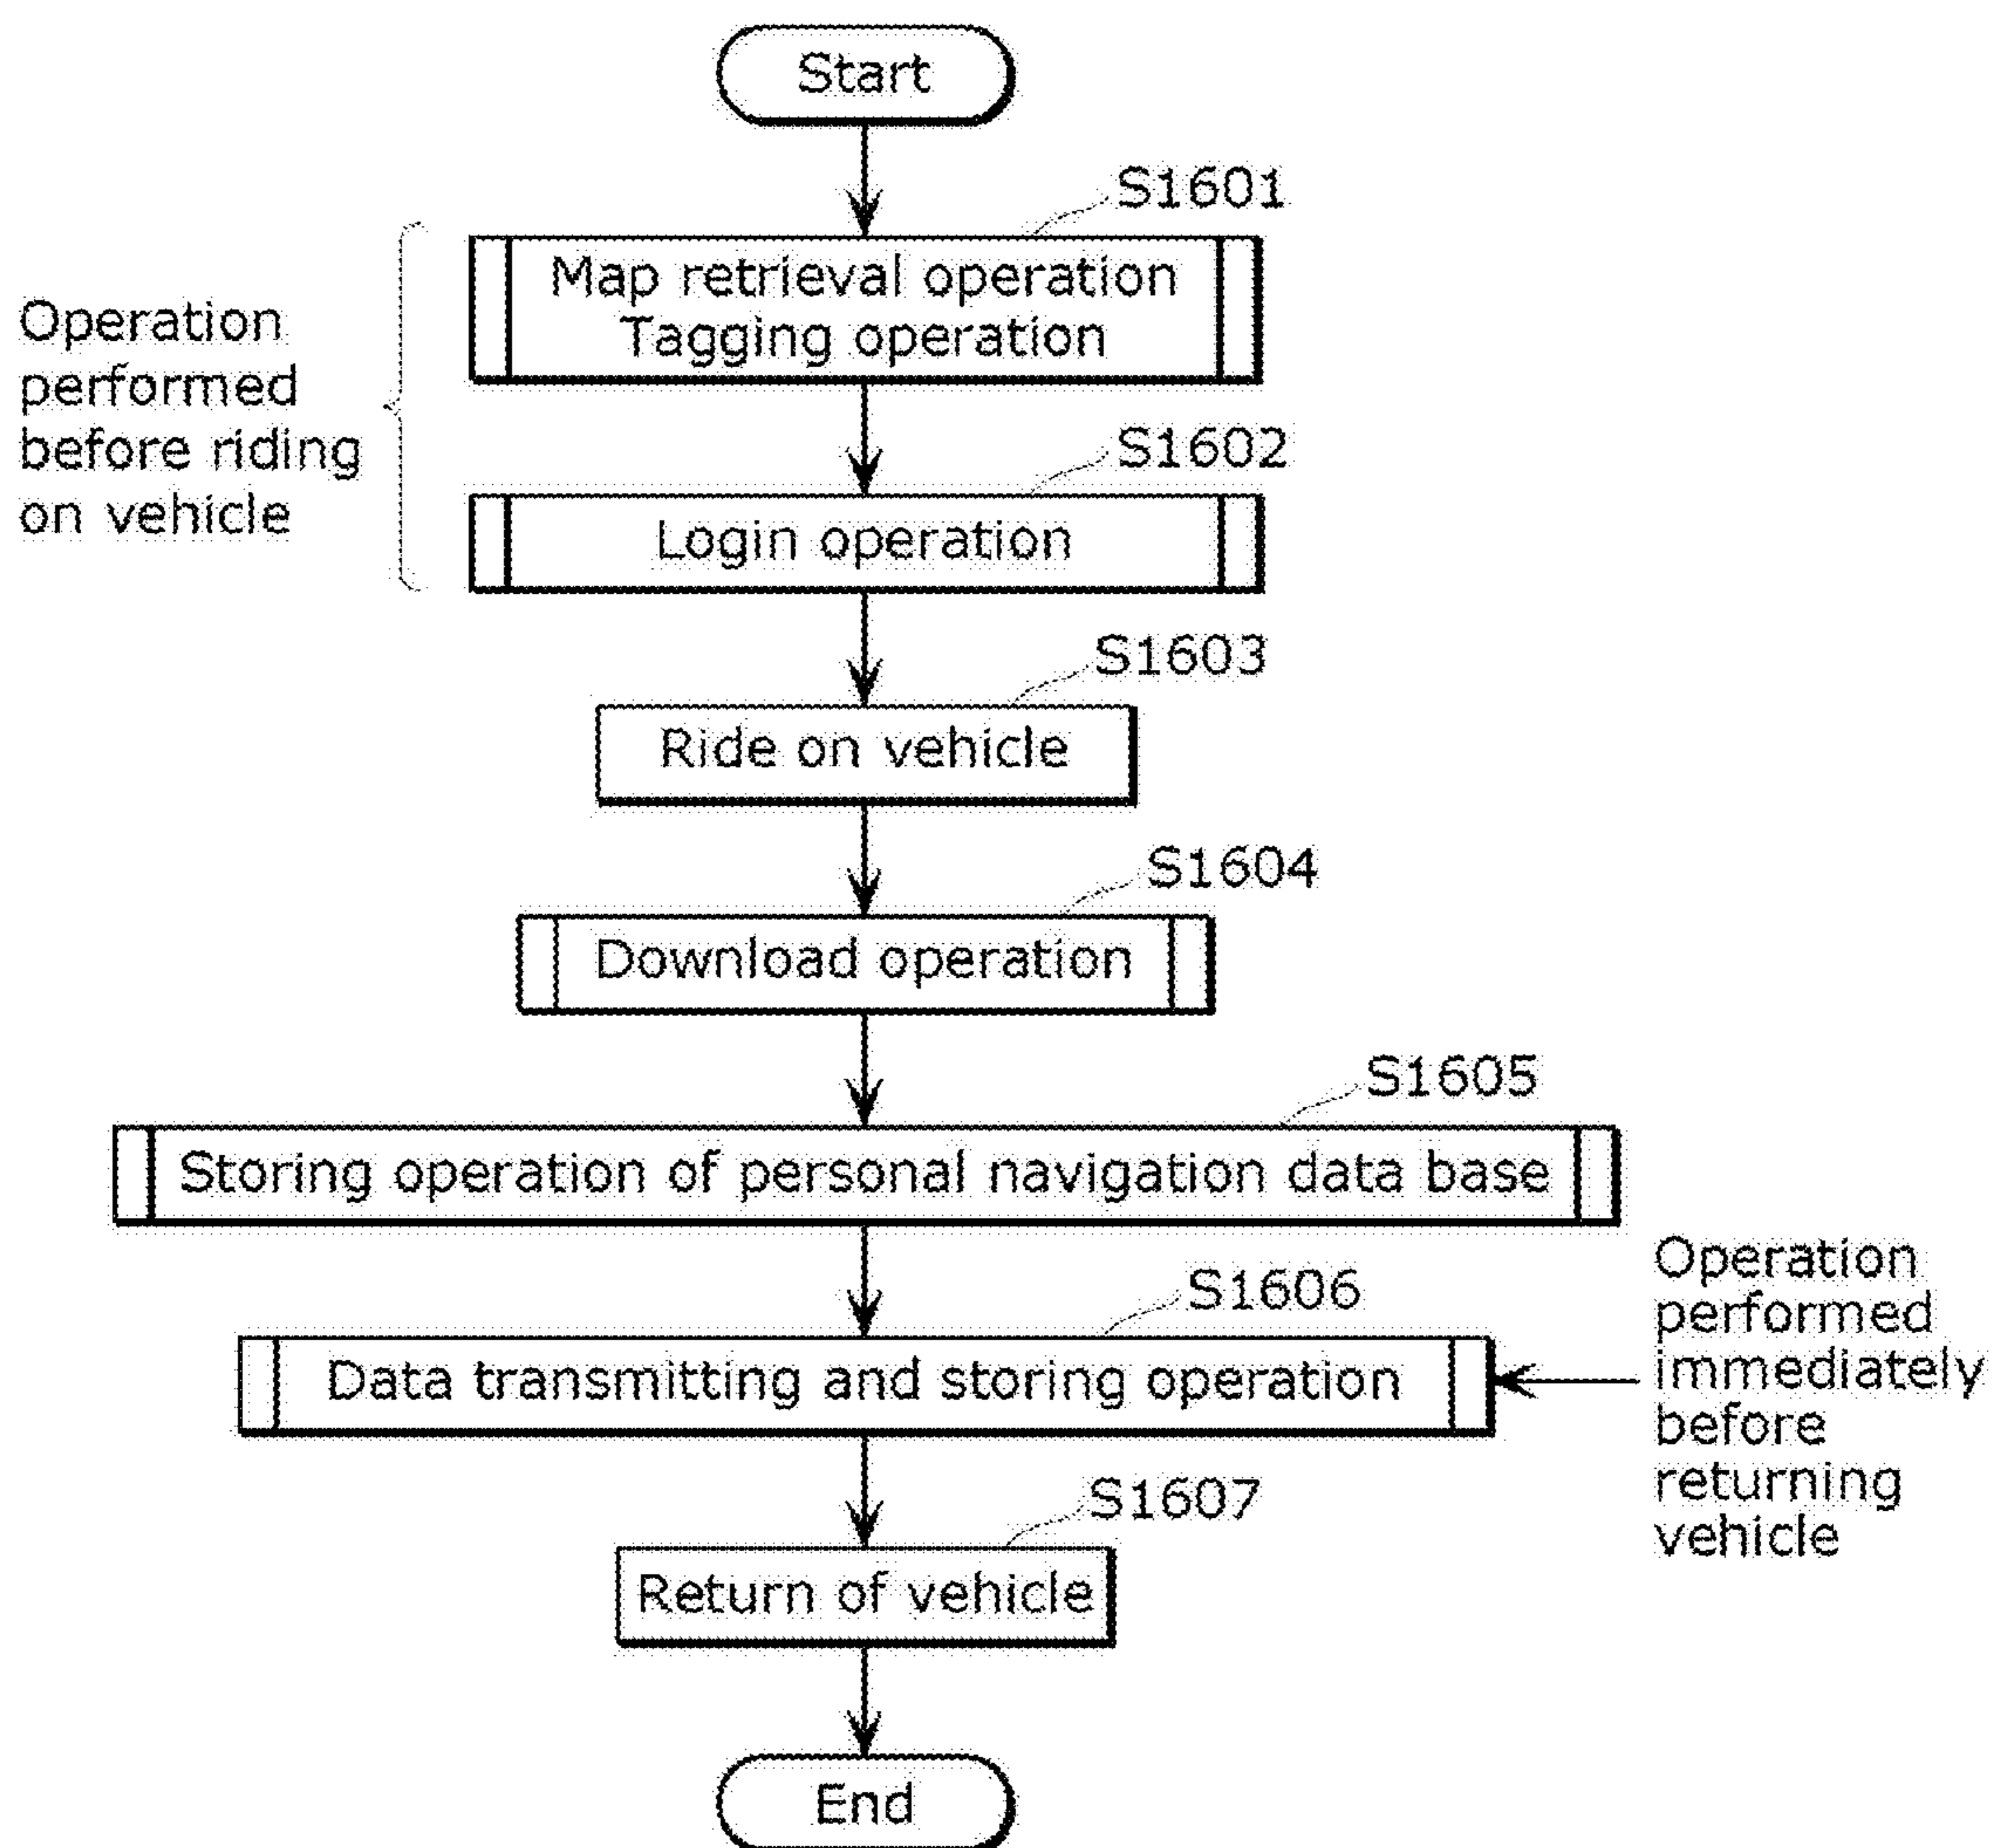 Start
S1601
Map retrieval operation
Tagging operation
Operation
performed
before riding
on vehicle
S1602
Login operation
S1603
Ride on vehicle
S1604
Download operation
S1605
Storing operation of personal navigation data base
S1606
Data transmitting and storing operation
Operation
performed
immediately
before
returning
vehicle
S1607
Return of vehicle
End